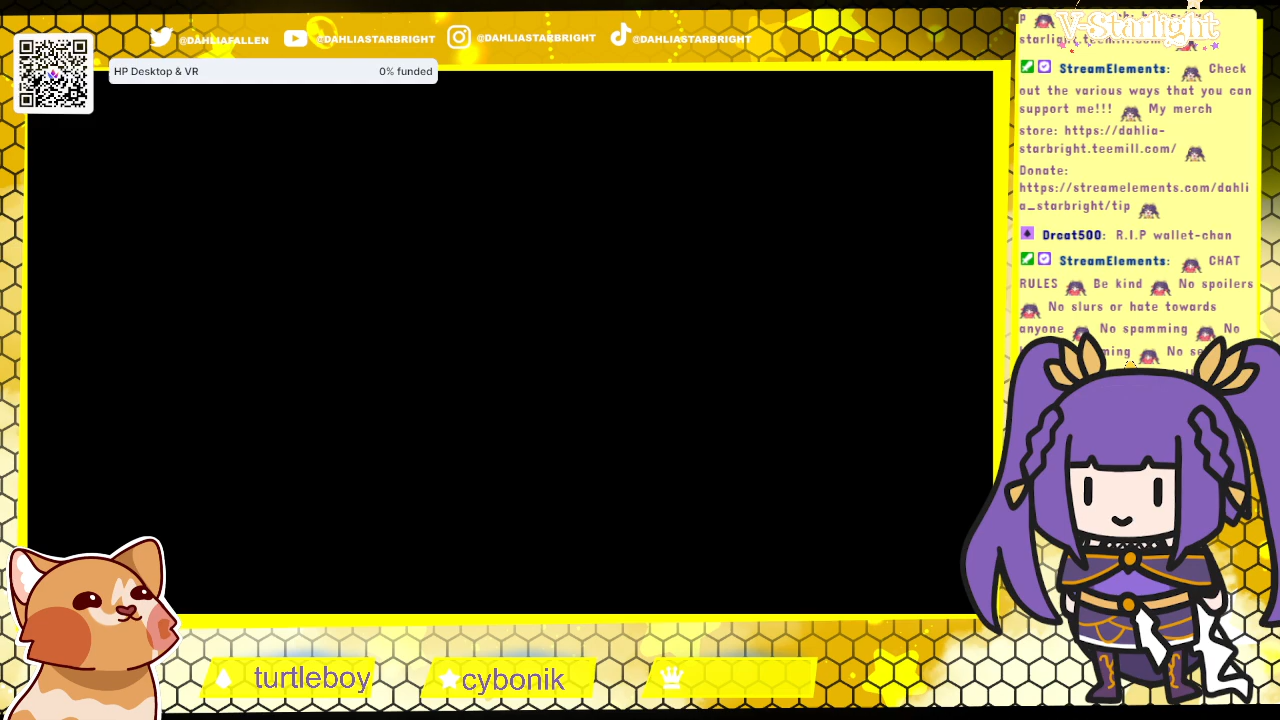 @DAHLIAFALLEN
@DAHLIASTARBRIGHT
@DAHLIASTARBRIGHT
@DAHLIASTARBRIGHT
HP Desktop & VR
0% funded
V-Starlight
StreamElements: Check
out the various ways that you can
support me!!! My merch
store: https://dahlia-
starbright.teemill.com/
Donate:
https://streamelements.com/dahli
a_starbright/tip
Drcat500: R.I.P wallet-chan
StreamElements: CHAT
RULES Be kind No spoilers
No slurs or hate towards
anyone No spamming No
turtleboy
cybonik